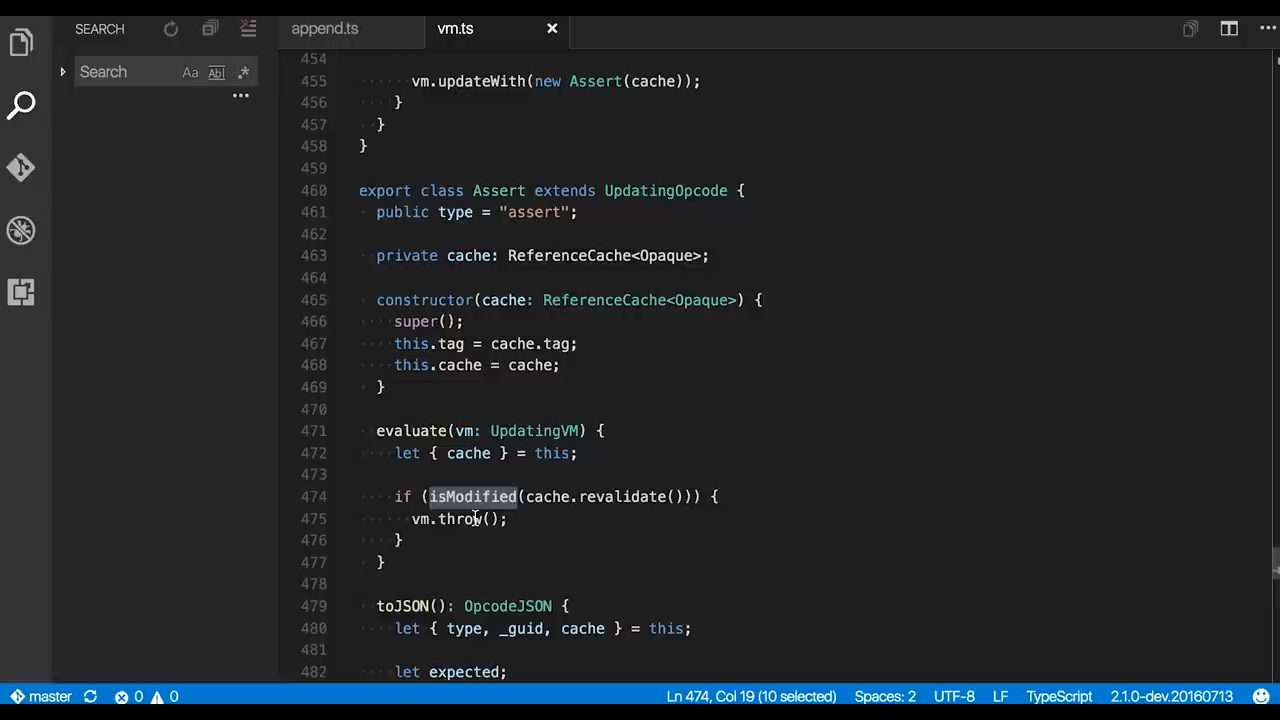 SEARCH
append.ts
vm.ts
Search
Aa
Abl
.*
...
454
455 vm.updateWith(new Assert(cache));
456 }
457 }
458 }
459
460 export class Assert extends UpdatingOpcode {
461 public type = "assert";
462
463 private cache: ReferenceCache<Opaque>;
464
465 constructor(cache: ReferenceCache<Opaque>) {
466 super();
467 this.tag = cache.tag;
468 this.cache = cache;
469 }
470
471 evaluate(vm: UpdatingVM) {
472 let { cache } = this;
473
474 if (isModified(cache.revalidate())) {
475 vm.throw();
476 }
477 }
478
479 toJSON(): OpcodeJSON {
480 let { type, _guid, cache } = this;
481
482 let expected;
master 0 0 Ln 474, Col 19 (10 selected) Spaces: 2 UTF-8 LF TypeScript 2.1.0-dev.20160713